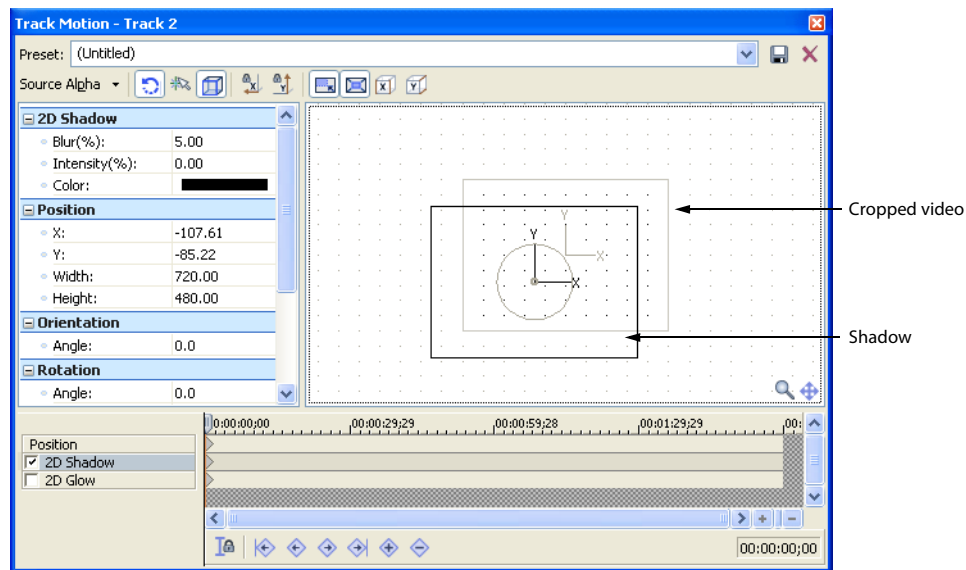 Track Motion - Track 2
Preset: (Untitled)
Source Alpha
2D Shadow
Blur(%): 5.00
Intensity(%): 0.00
Color:
Position
X: -107.61
Y: -85.22
Width: 720.00
Height: 480.00
Orientation
Angle: 0.0
Rotation
Angle: 0.0
Y
X
Y
X
Cropped video
Shadow
0:00:00;00 00:00:29;29 00:00:59;28 00:01:29;29 00:
Position
2D Shadow
2D Glow
00:00:00;00